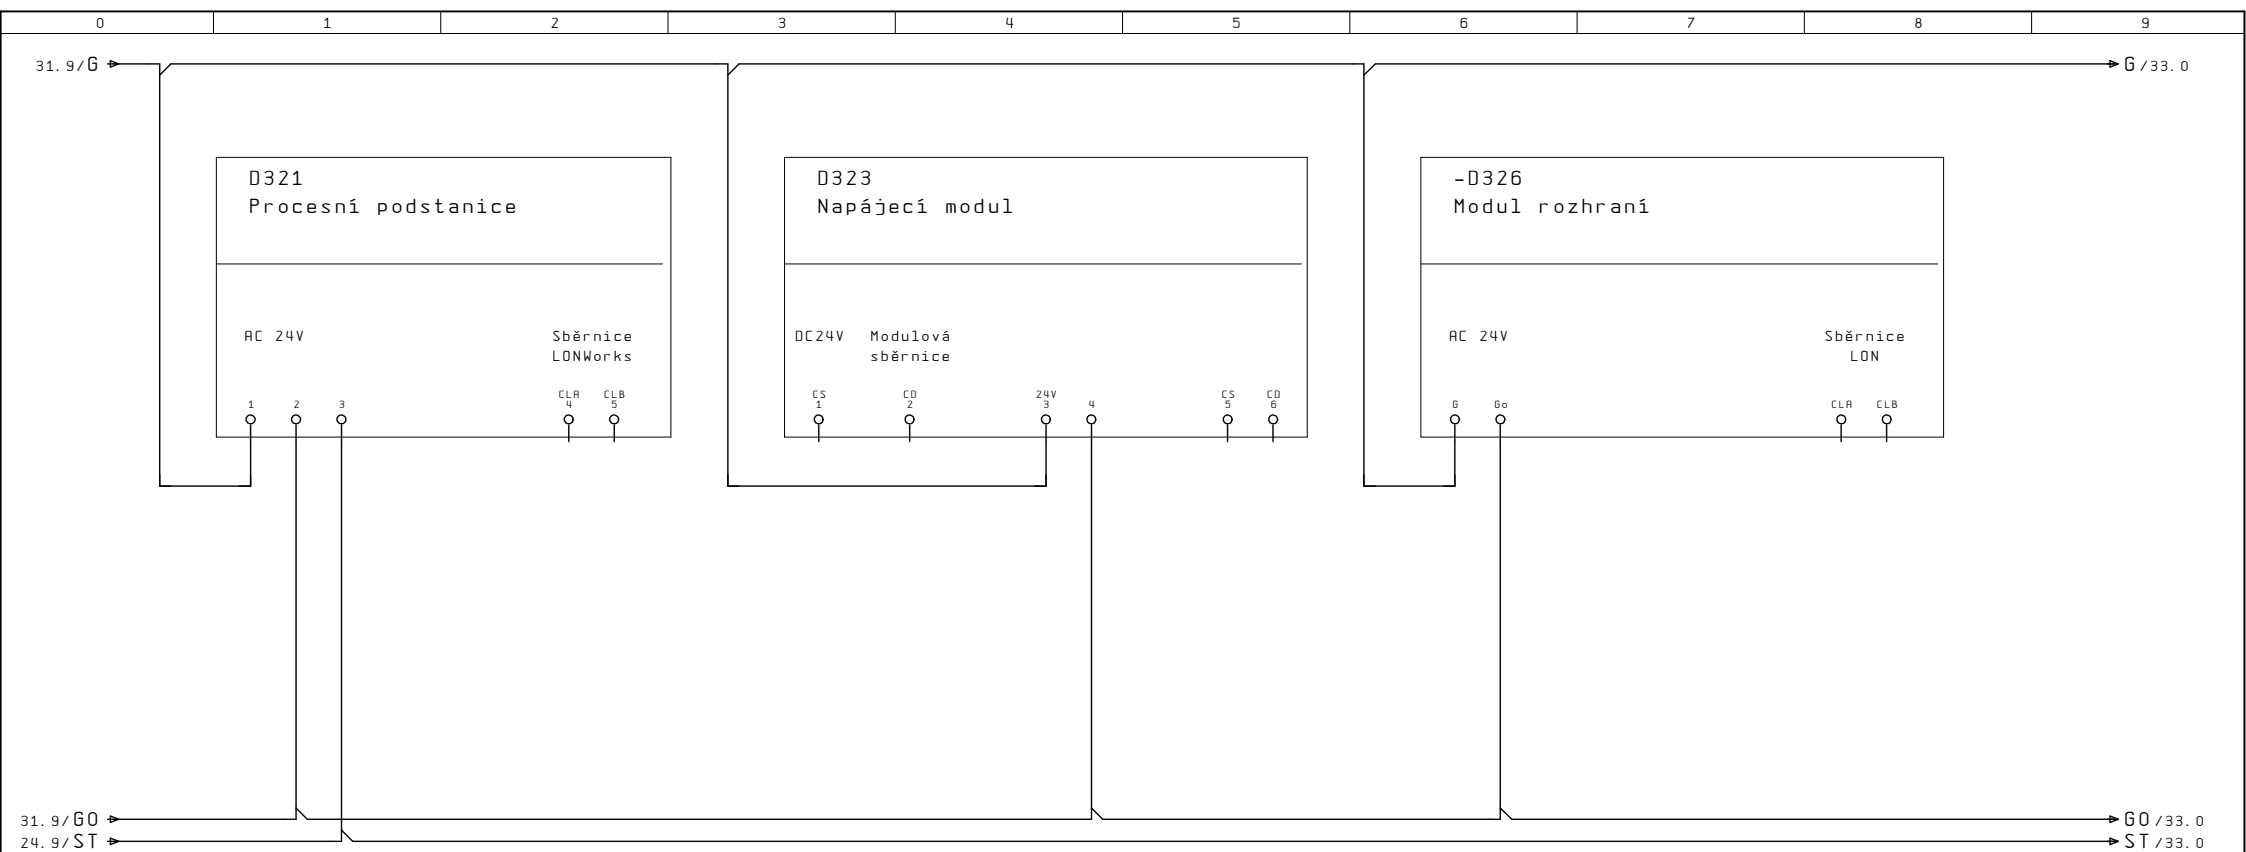 0 1 2 3 4 5 6 7 8 9
31.9/G G/33.0
D321 D323 -D326
Procesní podstanice Napájecí modul Modul rozhraní
AC 24V Sběrnice DC24V Modulová AC 24V Sběrnice
LONWorks sběrnice LON
CLA CLB CS CD 24V CS CD
1 2 3 4 5 1 2 3 4 5 6 G Go CLA CLB
31.9/GO GO/33.0
24.9/ST ST/33.0